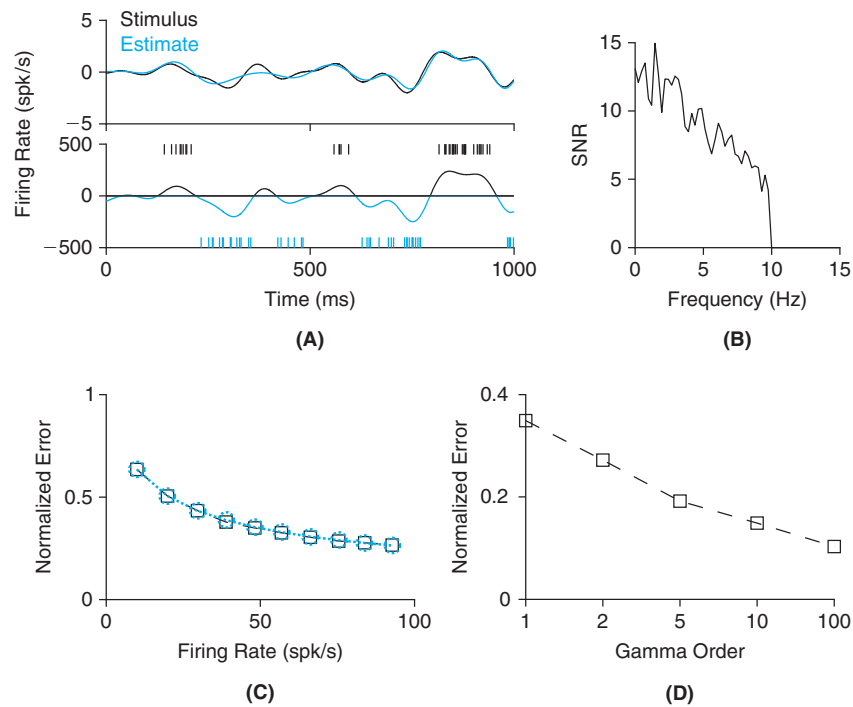 Stimulus
Estimate
Firing Rate (spk/s)
5
0
−5
500
0
−500
0
500
1000
Time (ms)
(A)
SNR
15
10
5
0
0
5
10
15
Frequency (Hz)
(B)
Normalized Error
1
0.5
0
0
50
100
Firing Rate (spk/s)
(C)
Normalized Error
0.4
0.2
0
1
2
5
10
100
Gamma Order
(D)